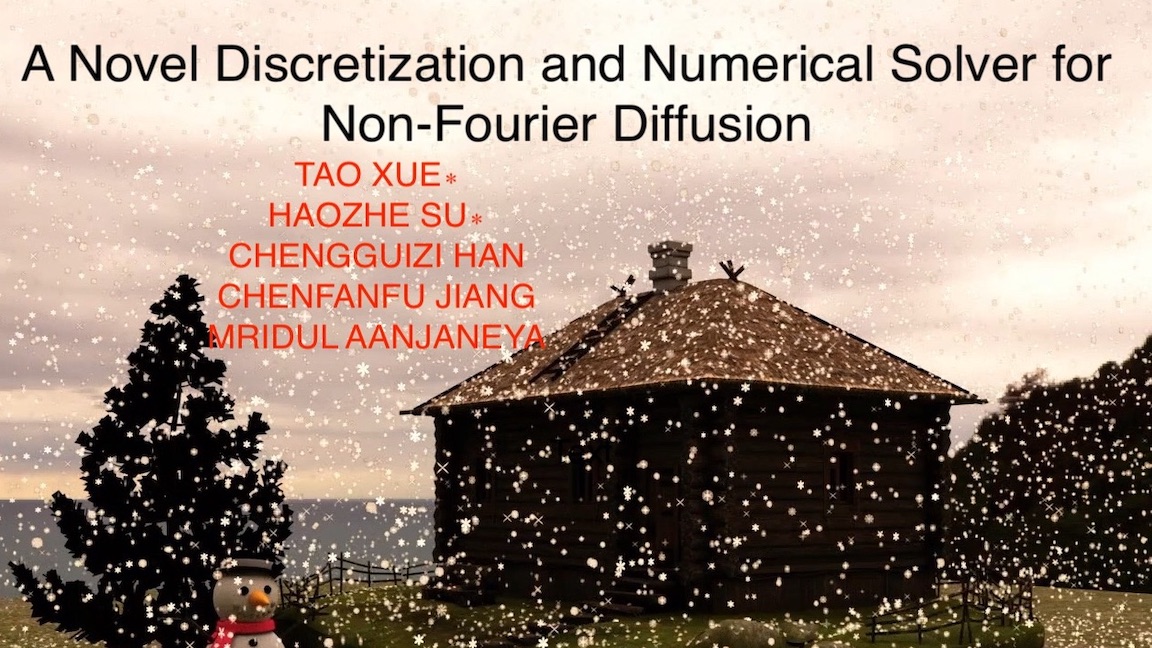 A Novel Discretization and Numerical Solver for
Non-Fourier Diffusion
TAO XUE*
HAOZHE SU*
CHENGGUIZI HAN
CHENFANFU JIANG
MRIDUL AANJANEYA